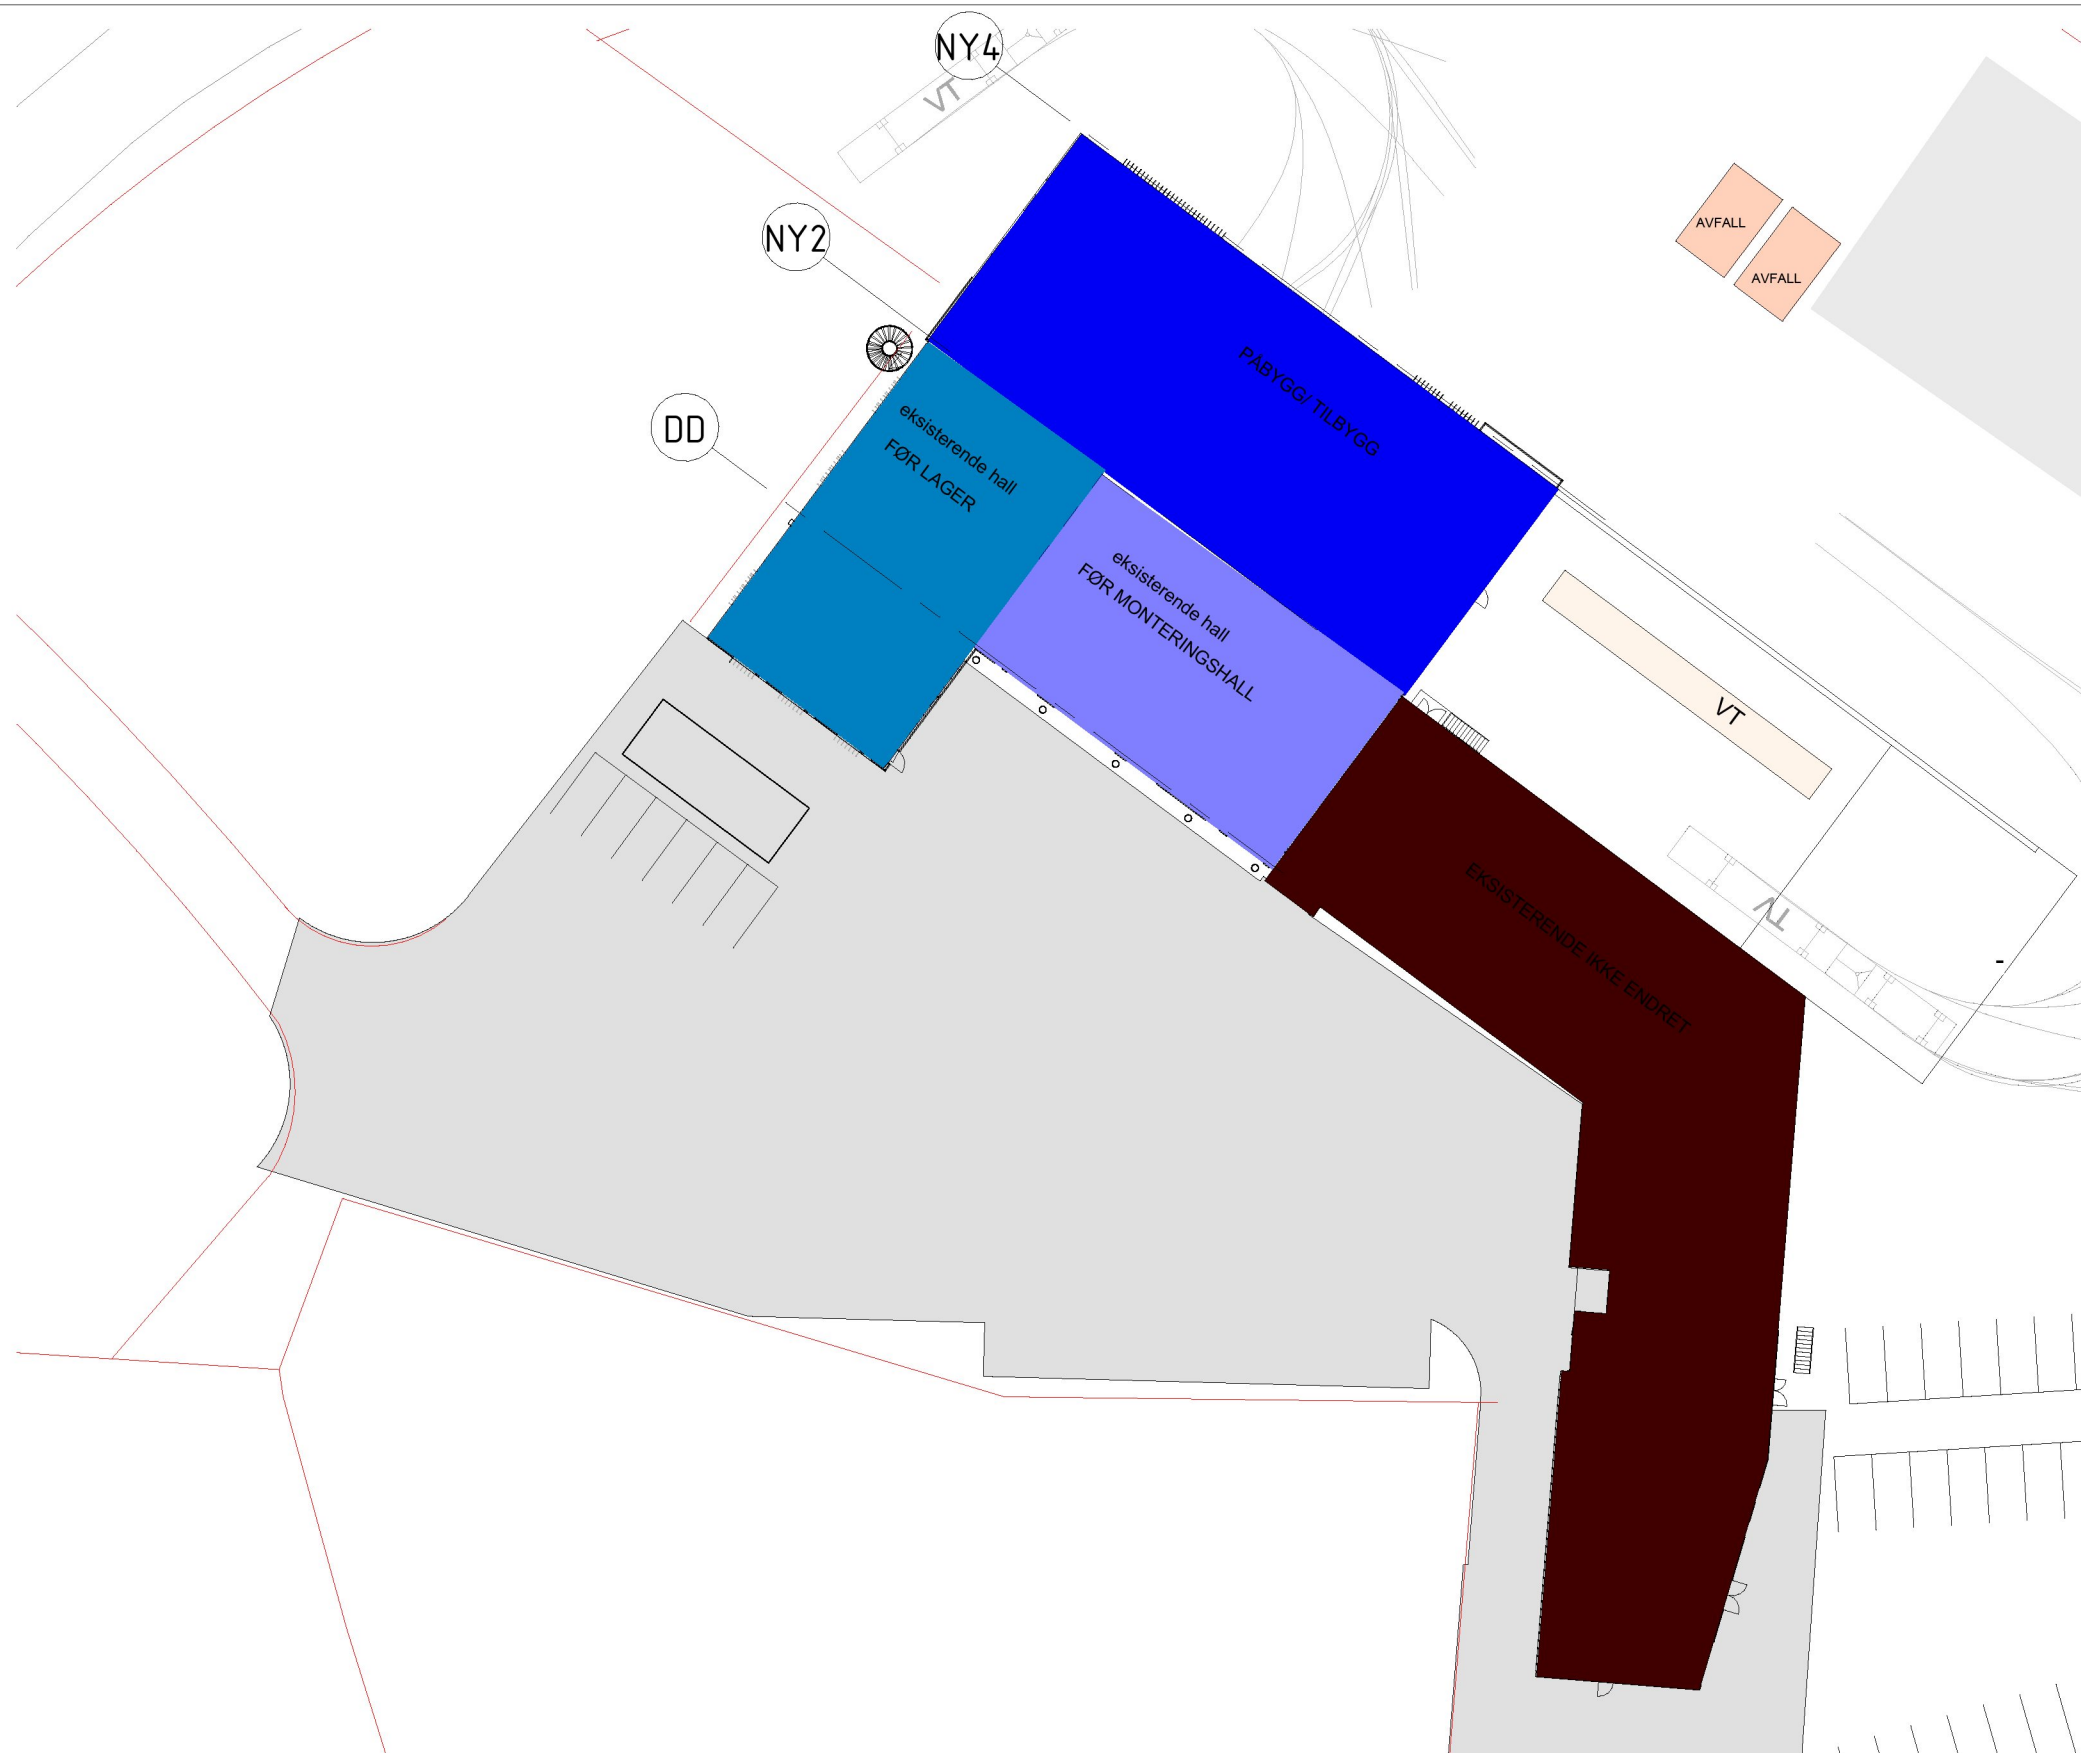 NY4
VT
NY2
AVFALL
AVFALL
PÅBYGG/ TILBYGG
DD
eksisterende hall
FØR LAGER
eksisterende hall
FØR MONTERINGSHALL
VT
EKSISTERENDE IKKE ENDRET
VT